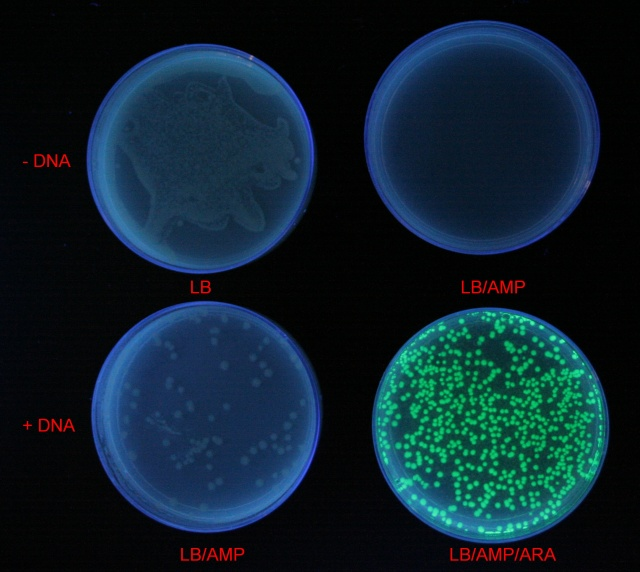 - DNA
LB
LB/AMP
+ DNA
LB/AMP
LB/AMP/ARA